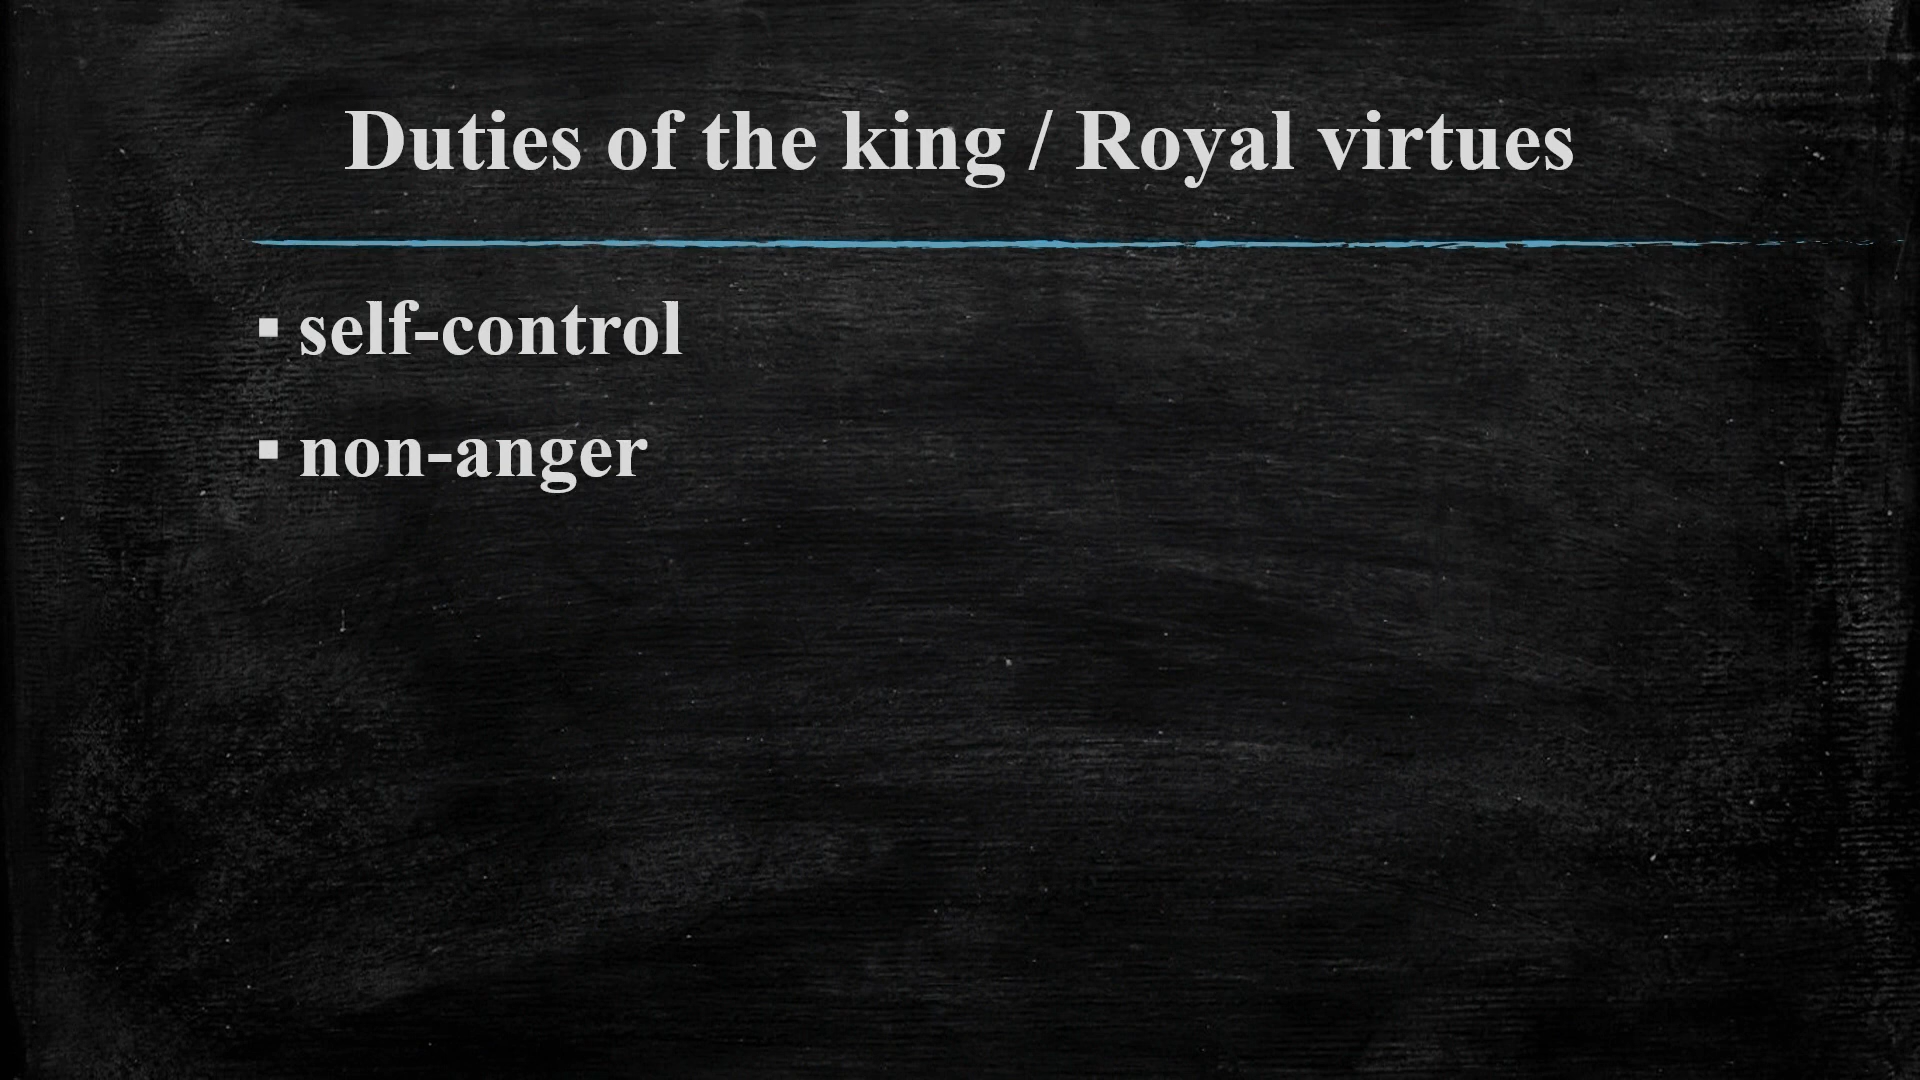 Duties of the king / Royal virtues
▪ self-control
▪ non-anger